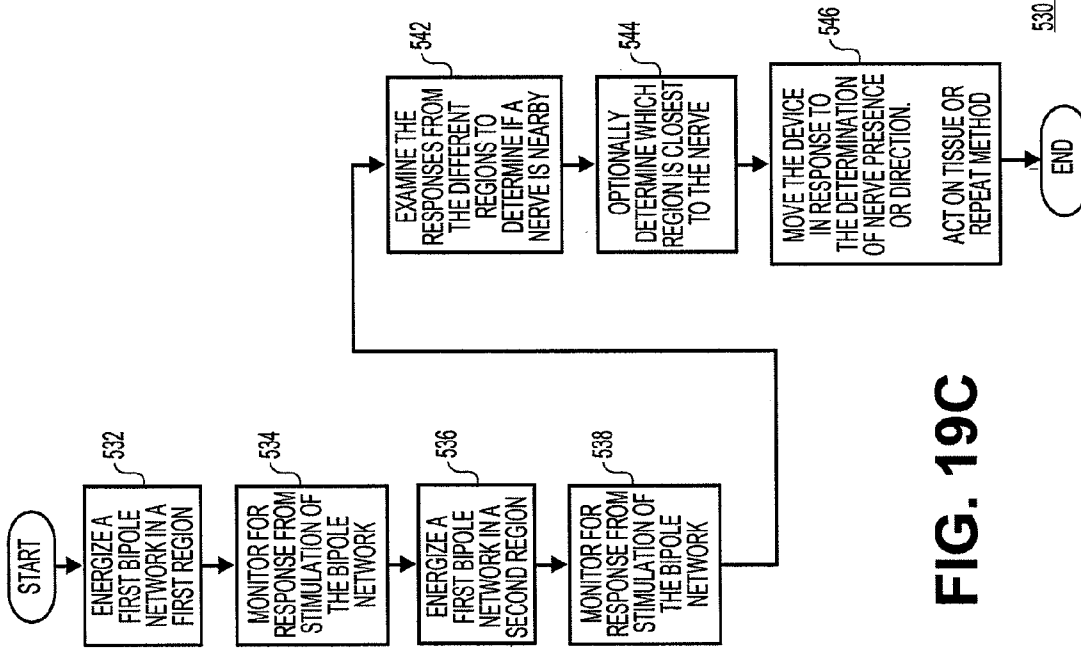 START
532
ENERGIZE A
FIRST BIPOLE
NETWORK IN A
FIRST REGION
534
MONITOR FOR
RESPONSE FROM
STIMULATION OF
THE BIPOLE
NETWORK
536
ENERGIZE A
FIRST BIPOLE
NETWORK IN A
SECOND REGION
538
MONITOR FOR
RESPONSE FROM
STIMULATION OF
THE BIPOLE
NETWORK
542
EXAMINE THE
RESPONSES FROM
THE DIFFERENT
REGIONS TO
DETERMINE IF A
NERVE IS NEARBY
544
OPTIONALLY
DETERMINE WHICH
REGION IS CLOSEST
TO THE NERVE
546
MOVE THE DEVICE
IN RESPONSE TO
THE DETERMINATION
OF NERVE PRESENCE
OR DIRECTION.
ACT ON TISSUE OR
REPEAT METHOD
END
530
FIG. 19C